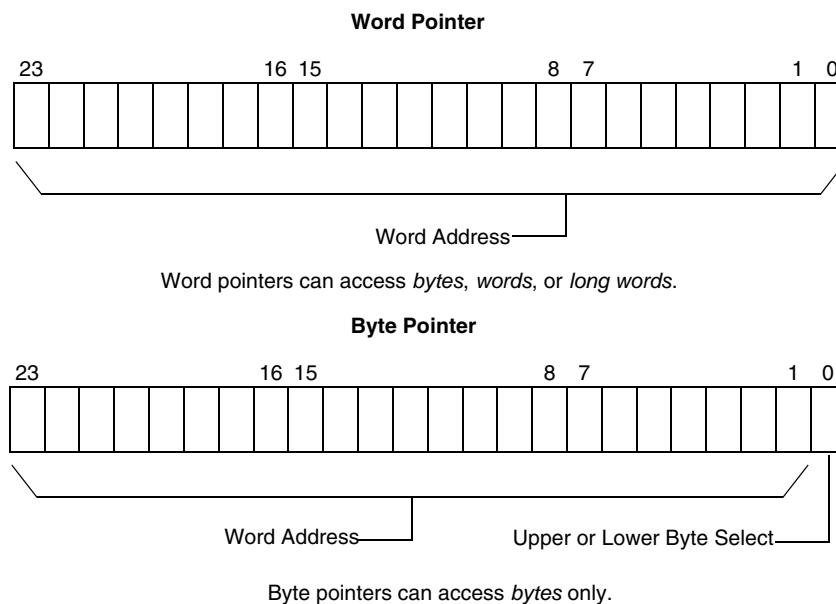 Word Pointer
23 16 15 8 7 1 0
Word Address
Word pointers can access bytes, words, or long words.
Byte Pointer
23 16 15 8 7 1 0
Word Address Upper or Lower Byte Select
Byte pointers can access bytes only.